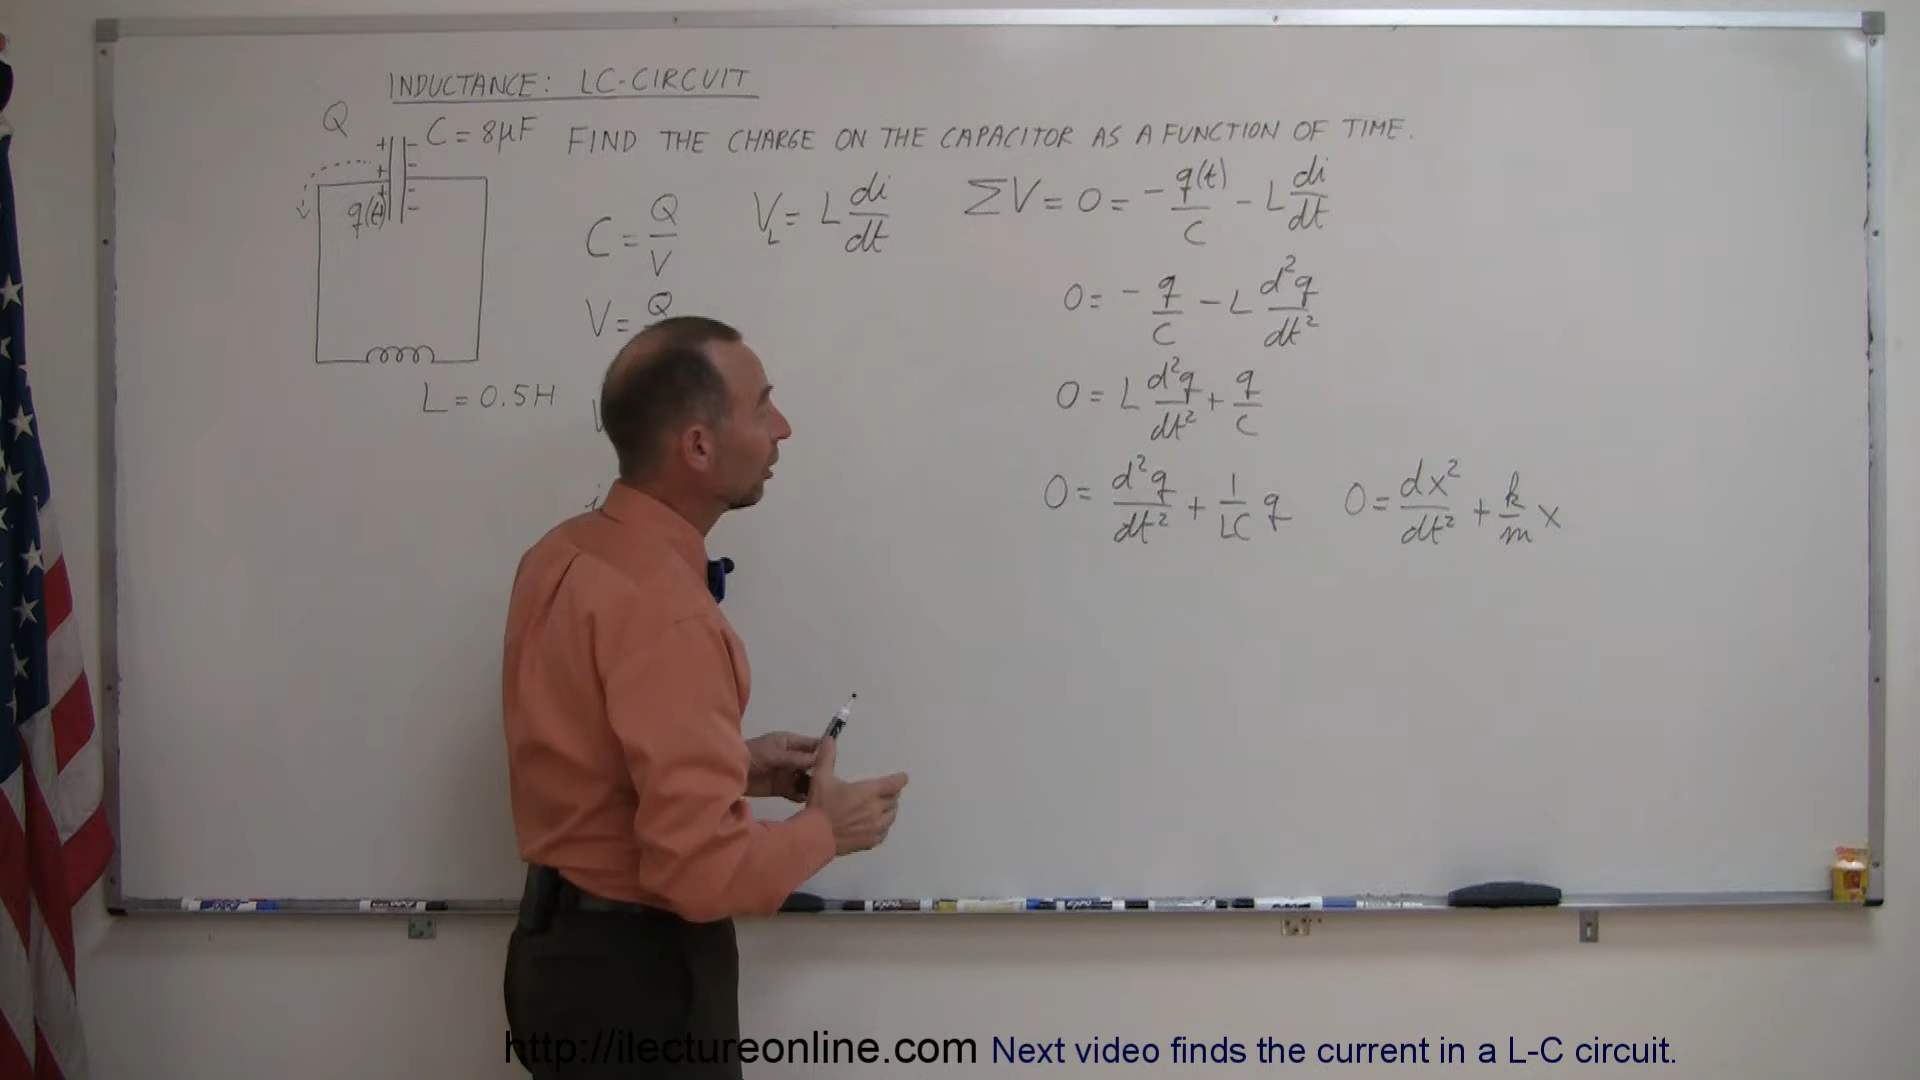 INDUCTANCE: LC-CIRCUIT
Q
C = 8μF
FIND THE CHARGE ON THE CAPACITOR AS A FUNCTION OF TIME.
+ -
+ -
+ -
-
q(t)
L = 0.5H
C = Q/V
V = Q
i
V_L = L di/dt
ΣV = 0 = - q(t)/C - L di/dt
0 = - q/C - L d²q/dt²
0 = L d²q/dt² + q/C
0 = d²q/dt² + 1/LC q
0 = dx²/dt² + k/m x
http://ilectureonline.com Next video finds the current in a L-C circuit.